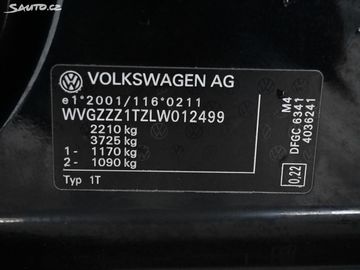 Sauto.cz
VOLKSWAGEN AG
e1*2001/116*0211
WVGZZZ1TZLW012499
2210 kg
3725 kg
1- 1170 kg
2- 1090 kg
Typ 1T
M4
DFGC 6341
4036241
0.22